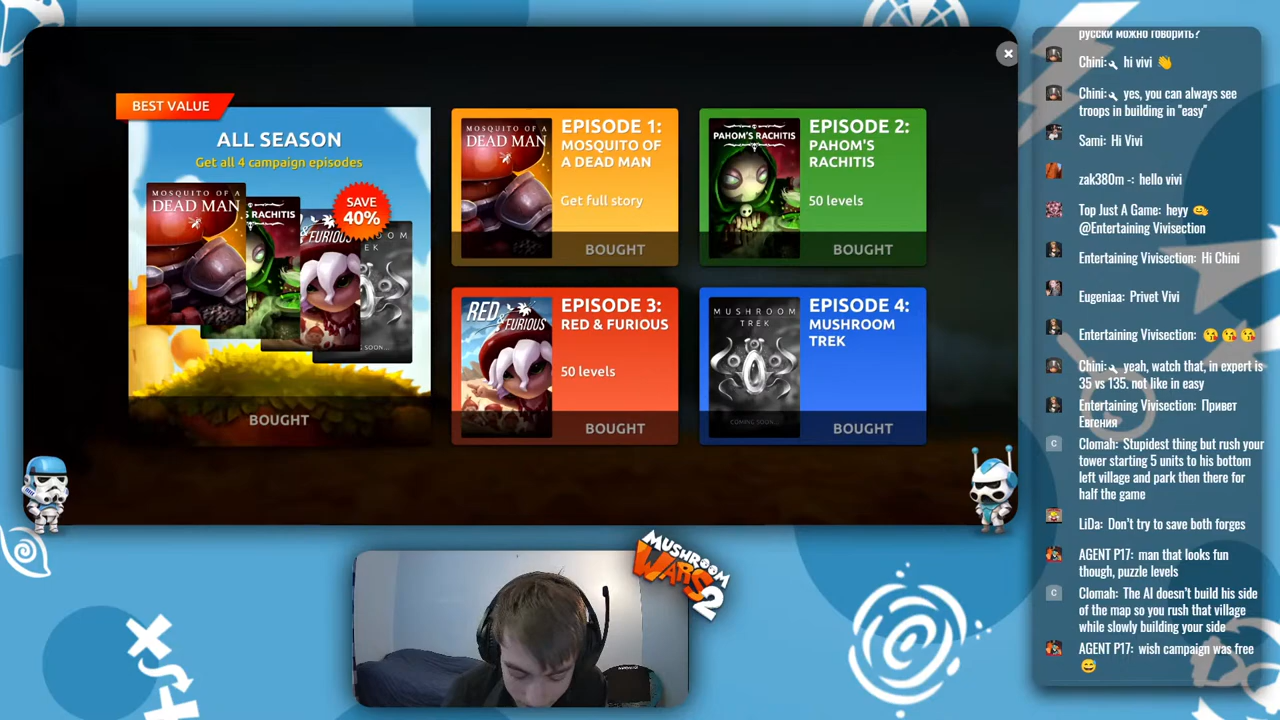 BEST VALUE
ALL SEASON
Get all 4 campaign episodes
MOSQUITO OF A
DEAD MAN
RACHITIS
& FURIOUS
SAVE
40%
BOUGHT
MOSQUITO OF A
DEAD MAN
EPISODE 1:
MOSQUITO OF
A DEAD MAN
Get full story
BOUGHT
PAHOM'S RACHITIS
EPISODE 2:
PAHOM'S
RACHITIS
50 levels
BOUGHT
RED
& FURIOUS
EPISODE 3:
RED & FURIOUS
50 levels
BOUGHT
MUSHROOM
TREK
COMING SOON...
EPISODE 4:
MUSHROOM
TREK
BOUGHT
MUSHROOM
WARS 2
русски можно говорить?
Chini: hi vivi 👋
Chini: yes, you can always see
troops in building in "easy"
Sami: Hi Vivi
zak380m -: hello vivi
Top Just A Game: heyy
@Entertaining Vivisection
Entertaining Vivisection: Hi Chini
Eugeniaa: Privet Vivi
Entertaining Vivisection: 😘😘😘
Chini: yeah, watch that, in expert is
35 vs 135. not like in easy
Entertaining Vivisection: Привет
Евгения
Clomah: Stupidest thing but rush your
tower starting 5 units to his bottom
left village and park then there for
half the game
LiDa: Don't try to save both forges
AGENT P17: man that looks fun
though, puzzle levels
Clomah: The AI doesn't build his side
of the map so you rush that village
while slowly building your side
AGENT P17: wish campaign was free
😅